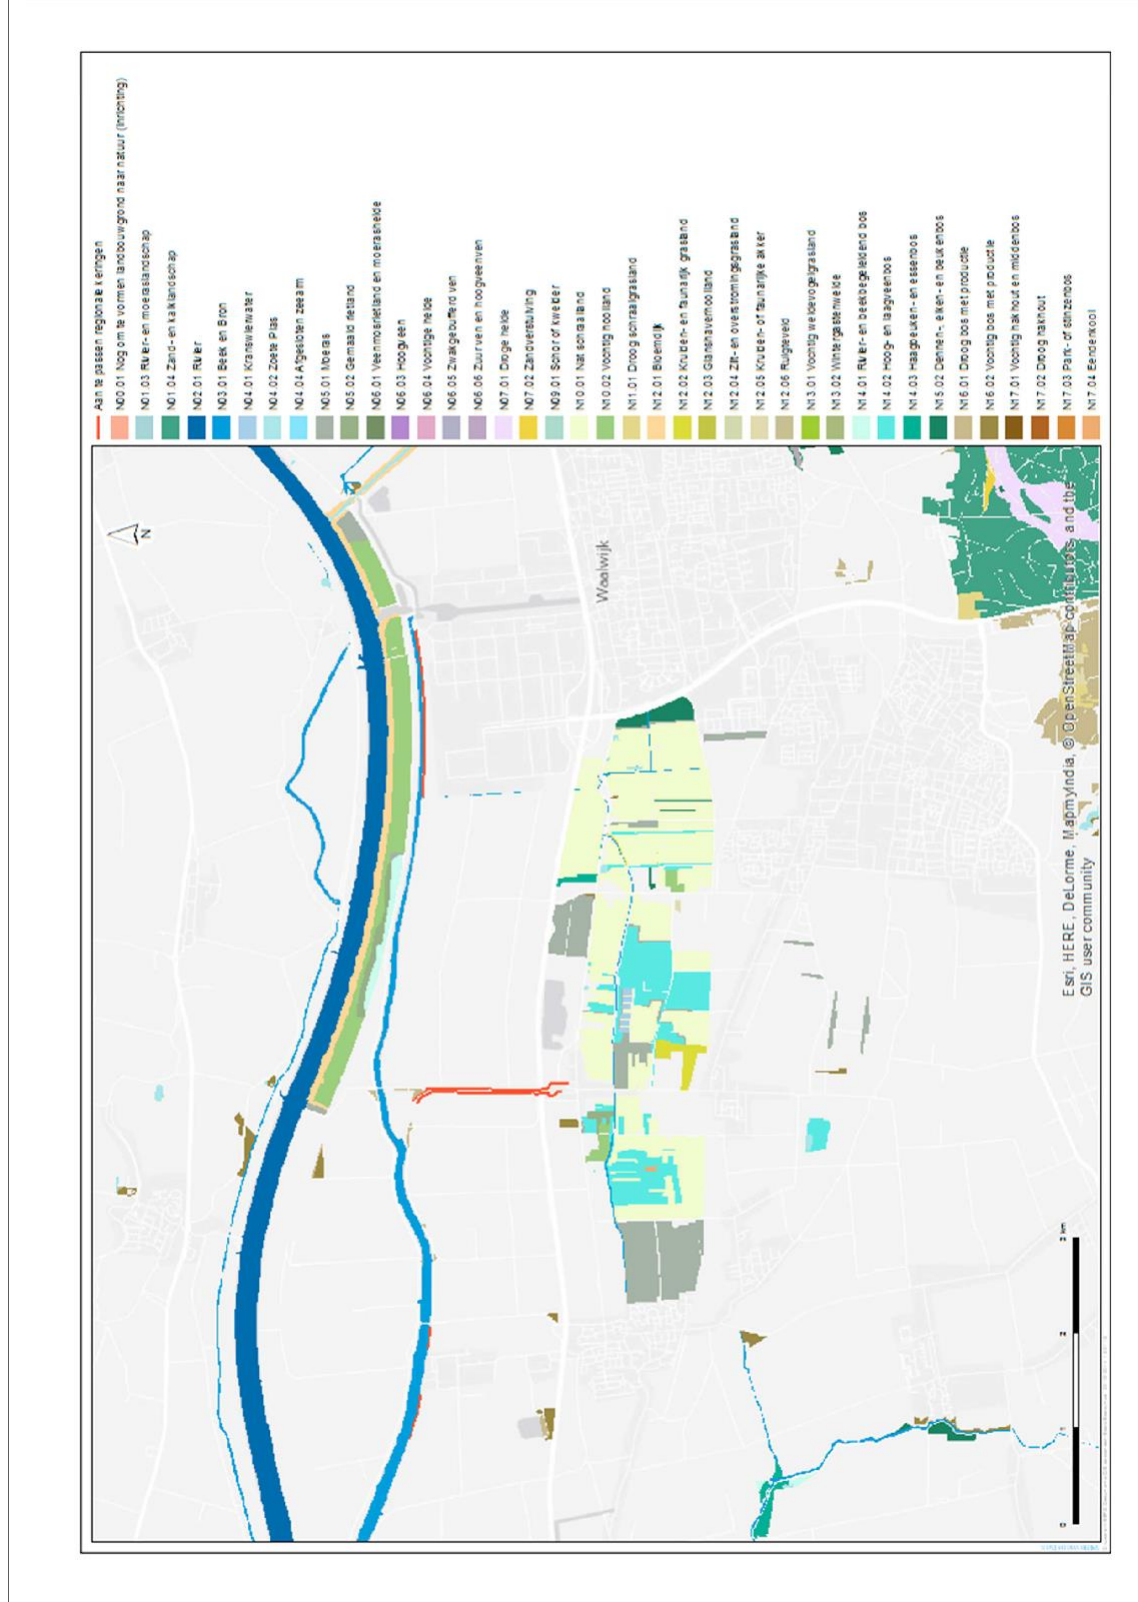 Aan te passen regionale keringen
N00.01 Nog om te vormen landbouwgrond naar natuur (inrichting)
N01.03 Rivier- en moeraslandschap
N01.04 Zand- en kalklandschap
N02.01 Rivier
N03.01 Beek en Bron
N04.01 Kranswierwater
N04.02 Zoete Plas
N04.04 Afgesloten zeearm
N05.01 Moeras
N05.02 Gemaaid rietland
N06.01 Veenmosrietland en moerasheide
N06.03 Hoogveen
N06.04 Vochtige heide
N06.05 Zwakgebufferd ven
N06.06 Zuur ven en hoogveenven
N07.01 Droge heide
N07.02 Zandverstuiving
N09.01 Schor of kwelder
N10.01 Nat schraalland
N10.02 Vochtig hooiland
N11.01 Droog schraalgrasland
N12.01 Bloemdijk
N12.02 Kruiden- en faunarijk grasland
N12.03 Glanshaverhooiland
N12.04 Zilt- en overstromingsgrasland
N12.05 Kruiden- of faunarijke akker
N12.06 Ruigteveld
N13.01 Vochtig weidevogelgrasland
N13.02 Wintergastenweide
N14.01 Rivier- en beekbegeleidend bos
N14.02 Hoog- en laagveenbos
N14.03 Haagbeuken- en essenbos
N15.02 Dennen-, eiken- en beukenbos
N16.01 Droog bos met productie
N16.02 Vochtig bos met productie
N17.01 Vochtig hakhout en middenbos
N17.02 Droog hakhout
N17.03 Park- of stinzenbos
N17.04 Eendenkooi
N
Waalwijk
0 1 2 3 km
Esri, HERE, DeLorme, MapmyIndia, © OpenStreetMap contributors, and the
GIS user community